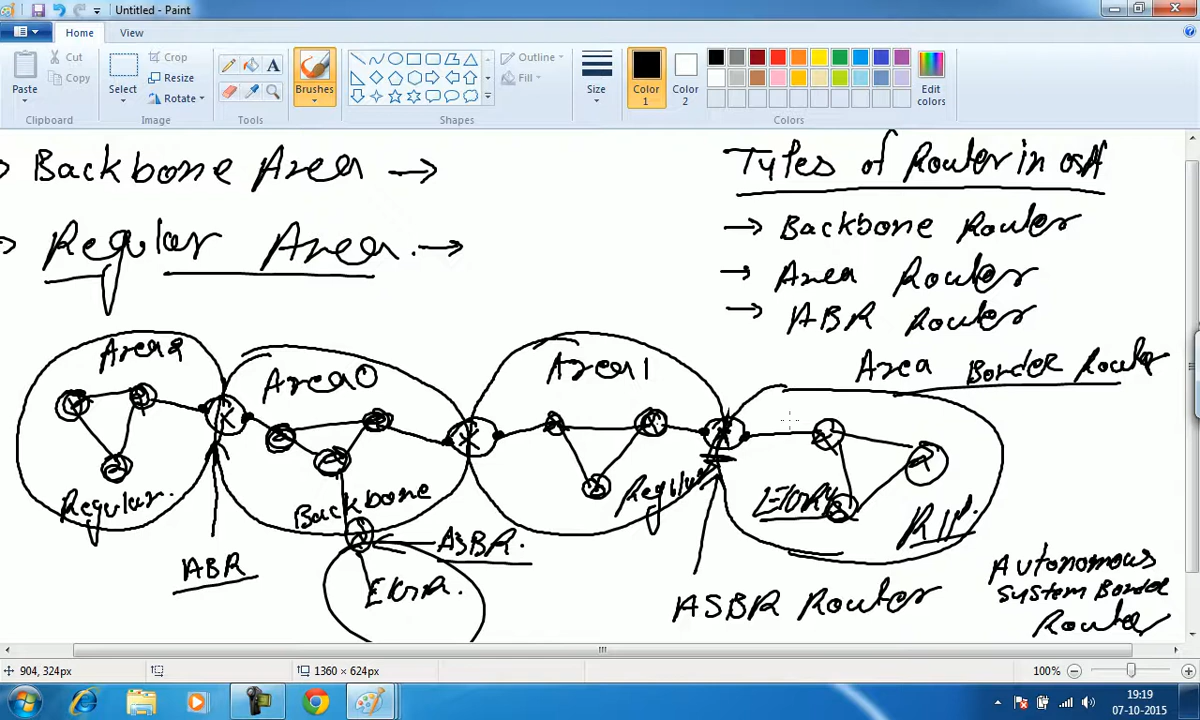 Untitled - Paint
Home
View
Paste
Cut
Copy
Clipboard
Select
Crop
Resize
Rotate
Image
Tools
Brushes
Shapes
Outline
Fill
Size
Color 1
Color 2
Colors
Edit colors
Backbone Area →
Regular Area. →
Types of Router in
→ Backbone Router
→ Area Router
→ ABR Router
Area Border Router
Area 2
Regular.
ABR
Area 0
Backbone
ASBR.
Area 1
Regular
ASBR Router
RIP.
Autonomous
system Border
Router
904, 324px
1360 × 624px
100%
19:19
07-10-2015